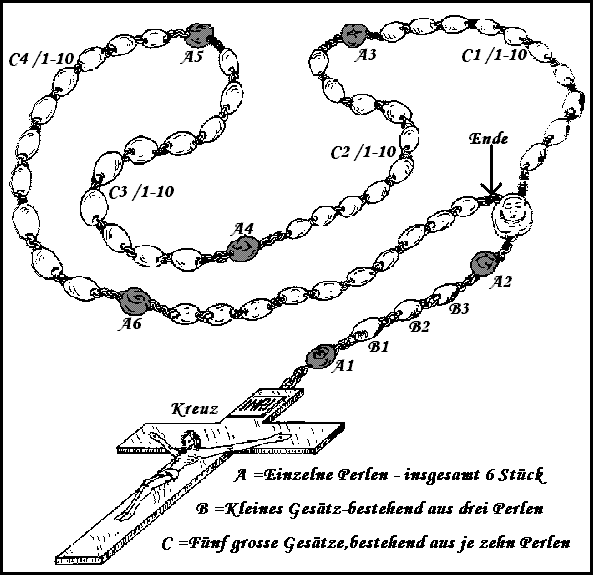 C4 /1-10
A5
A3
C1 /1-10
Ende
C2 /1-10
C3 /1-10
A4
A2
A6
B3
B2
B1
A1
Kreuz
A =Einzelne Perlen - insgesamt 6 Stück
B =Kleines Gesätz-bestehend aus drei Perlen
C =Fünf grosse Gesätze,bestehend aus je zehn Perlen